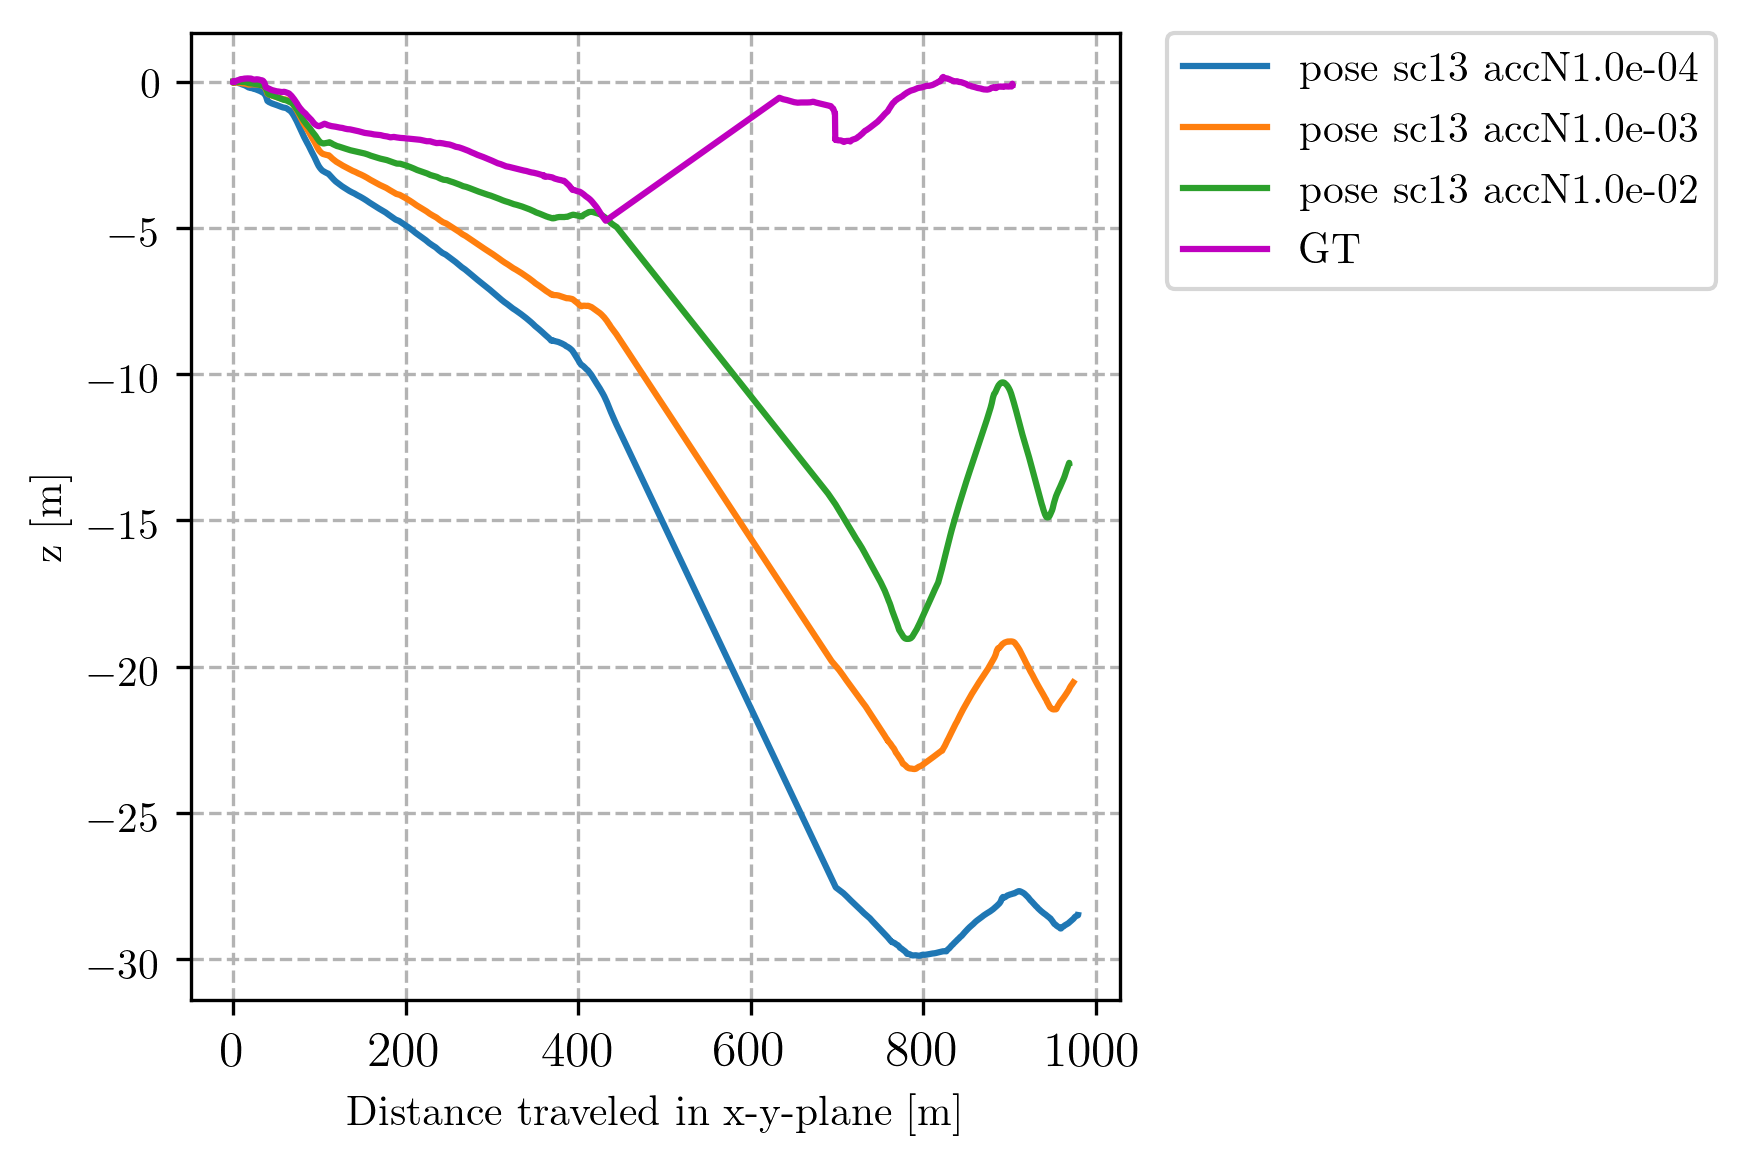 0
−5
−10
−15
−20
−25
−30
z [m]
0 200 400 600 800 1000
Distance traveled in x-y-plane [m]
pose sc13 accN1.0e-04
pose sc13 accN1.0e-03
pose sc13 accN1.0e-02
GT